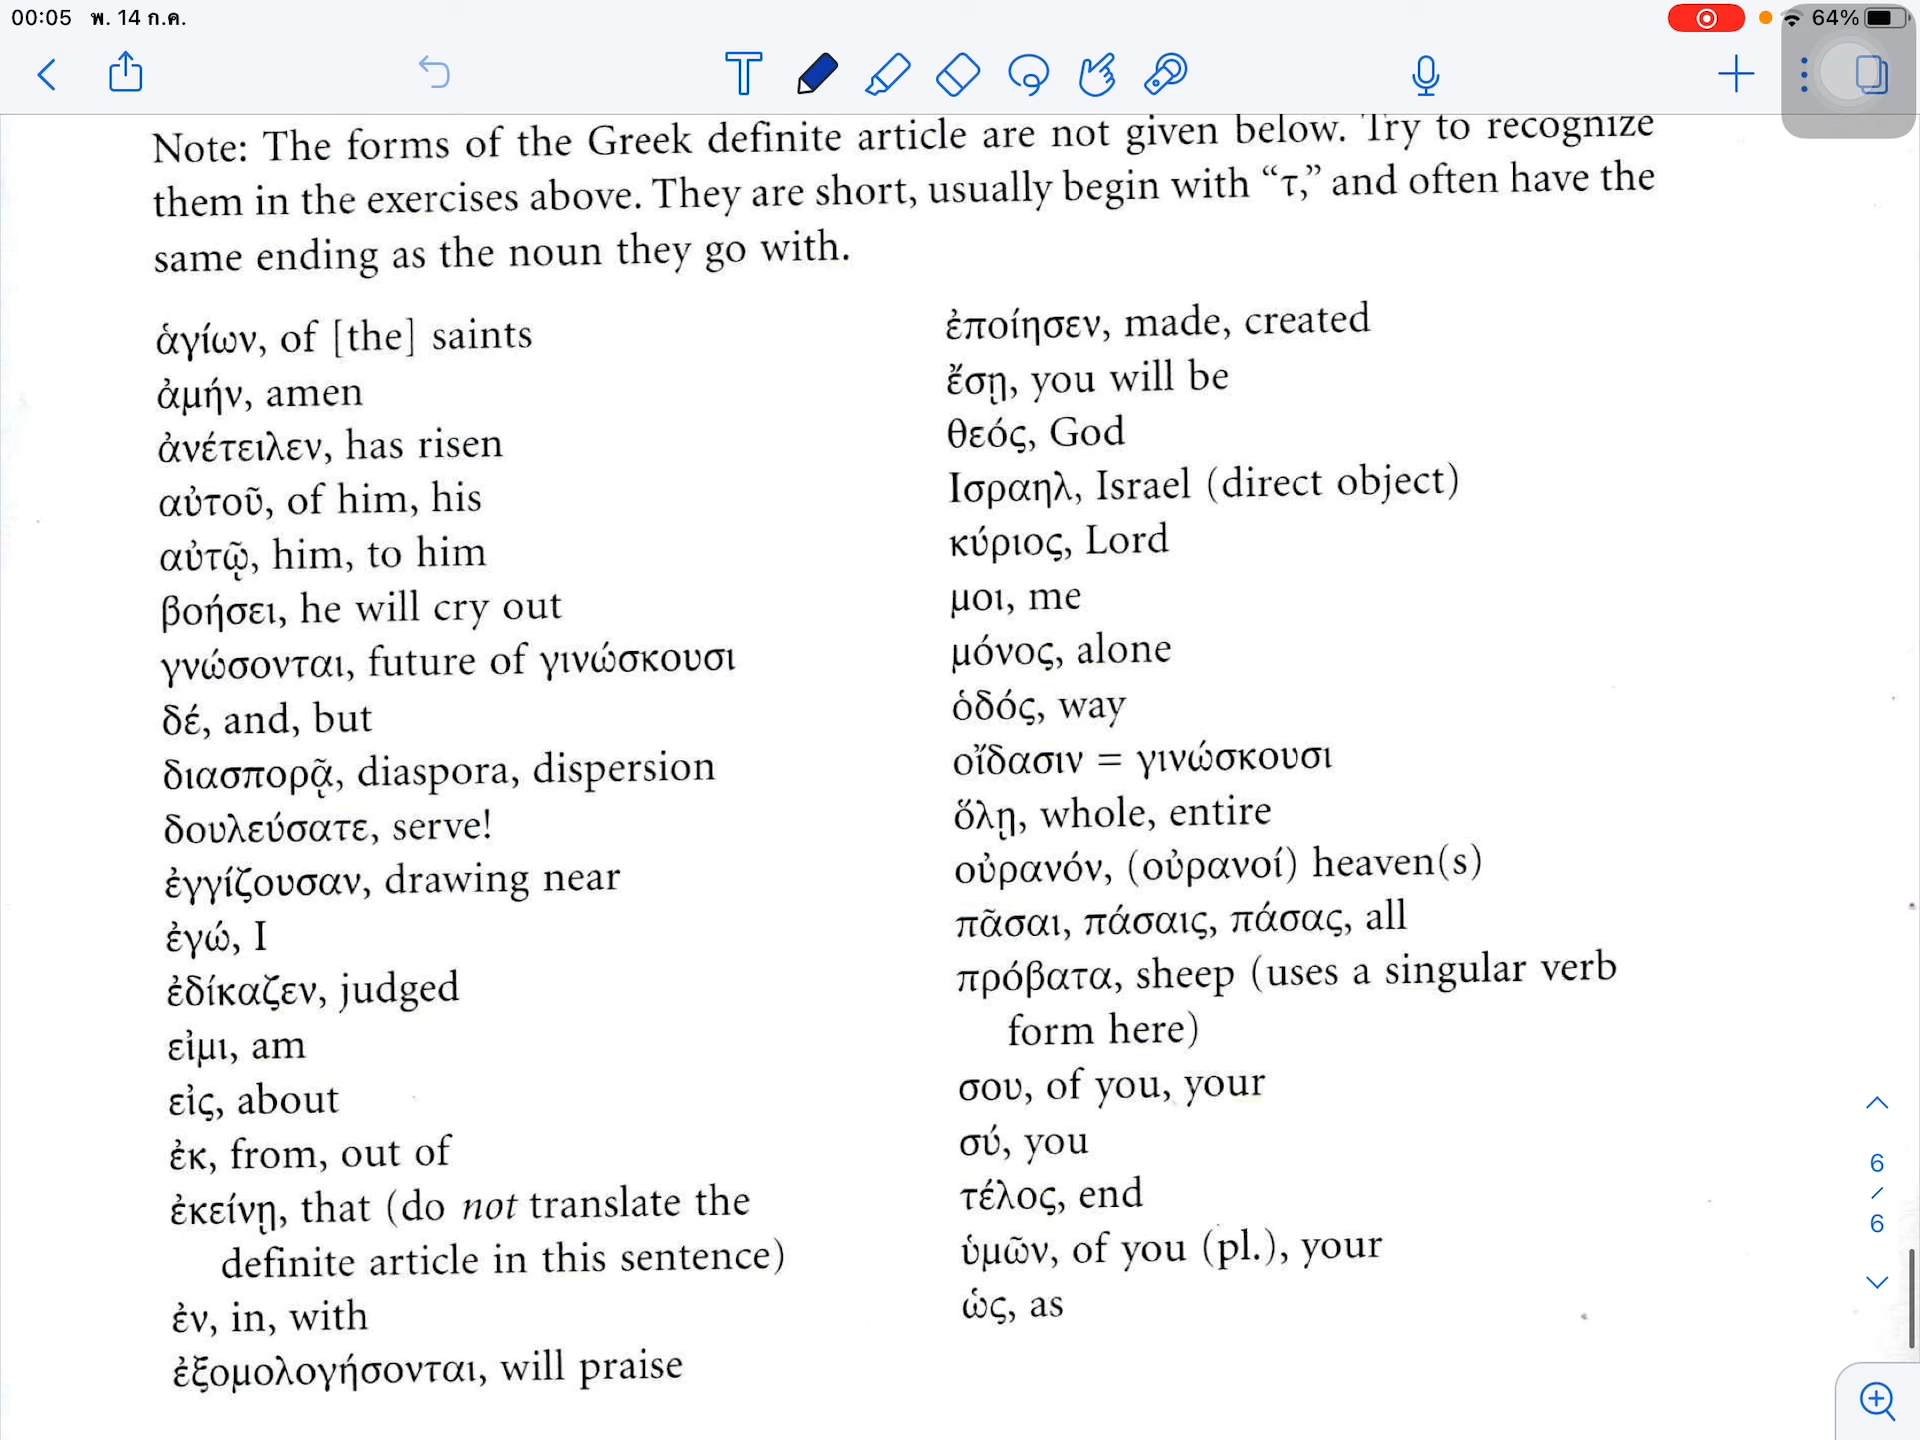 00:05 พ. 14 ก.ค.
64%
Note: The forms of the Greek definite article are not given below. Try to recognize
them in the exercises above. They are short, usually begin with “τ,” and often have the
same ending as the noun they go with.
ἁγίων, of [the] saints
ἀμήν, amen
ἀνέτειλεν, has risen
αὐτοῦ, of him, his
αὐτῷ, him, to him
βοήσει, he will cry out
γνώσονται, future of γινώσκουσι
δέ, and, but
διασπορᾷ, diaspora, dispersion
δουλεύσατε, serve!
ἐγγίζουσαν, drawing near
ἐγώ, I
ἐδίκαζεν, judged
εἰμι, am
εἰς, about
ἐκ, from, out of
ἐκείνῃ, that (do not translate the
definite article in this sentence)
ἐν, in, with
ἐξομολογήσονται, will praise
ἐποίησεν, made, created
ἔσῃ, you will be
θεός, God
Ισραηλ, Israel (direct object)
κύριος, Lord
μοι, me
μόνος, alone
ὁδός, way
οἴδασιν = γινώσκουσι
ὅλῃ, whole, entire
οὐρανόν, (οὐρανοί) heaven(s)
πᾶσαι, πάσαις, πάσας, all
πρόβατα, sheep (uses a singular verb
form here)
σου, of you, your
σύ, you
τέλος, end
ὑμῶν, of you (pl.), your
ὡς, as
6
/
6